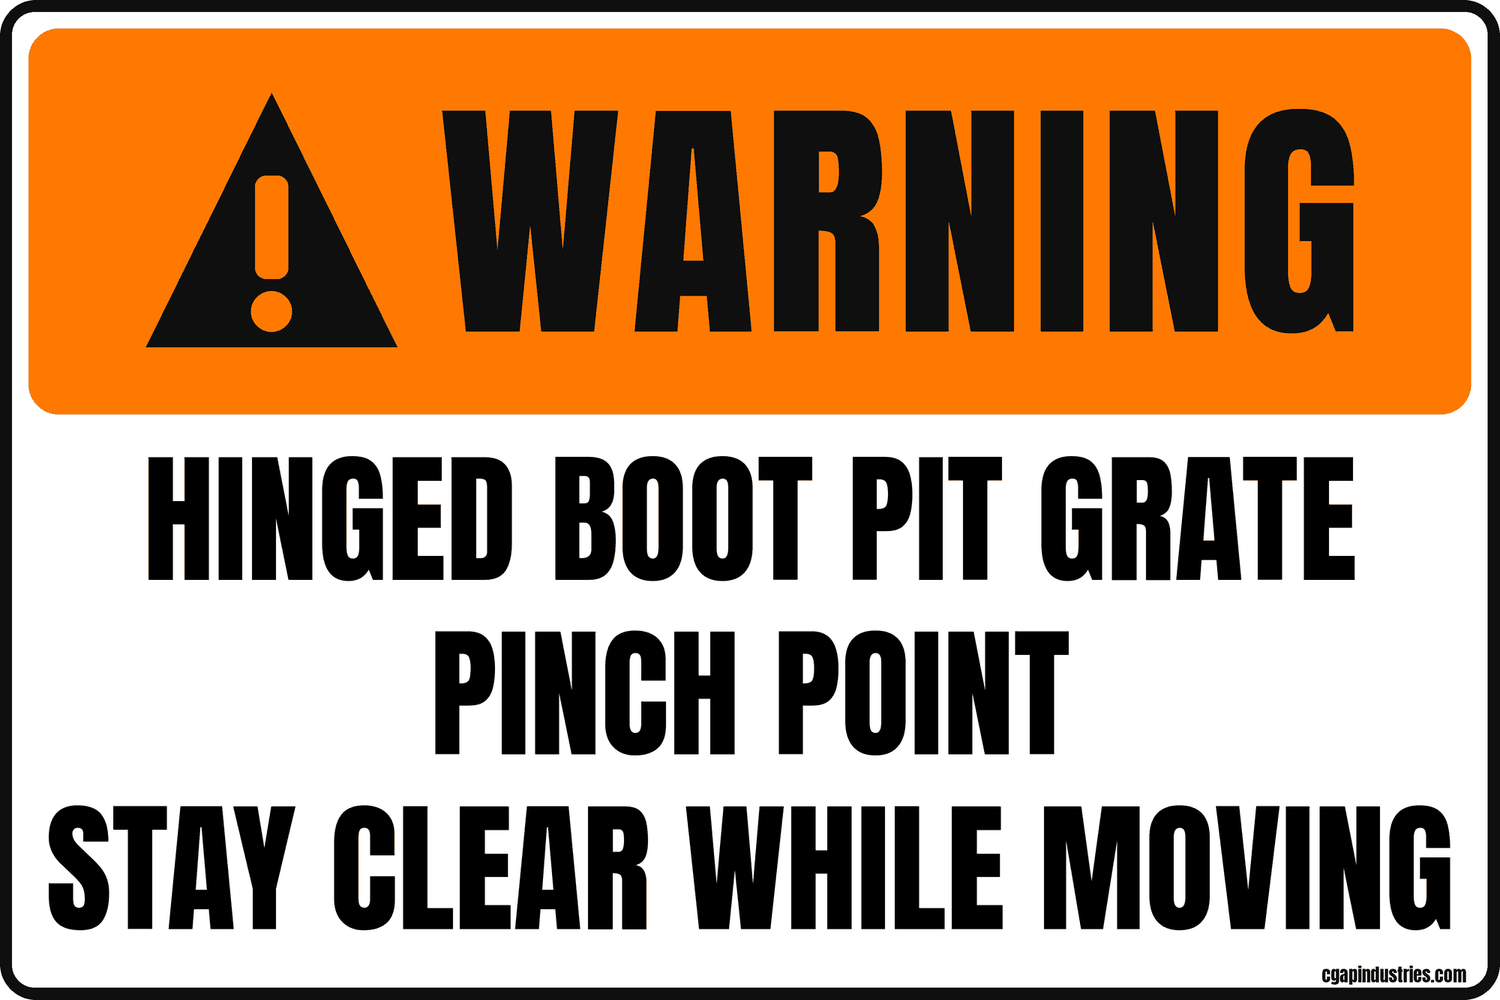 WARNING
HINGED BOOT PIT GRATE
PINCH POINT
STAY CLEAR WHILE MOVING
cgapindustries.com